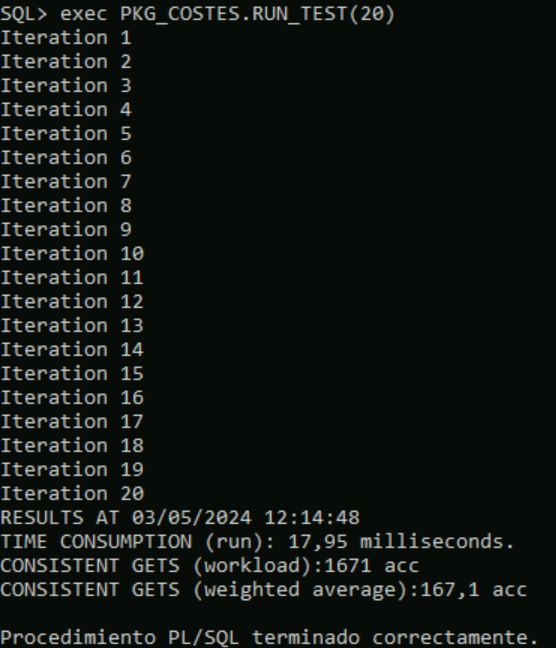 SQL> exec PKG_COSTES.RUN_TEST(20)
Iteration 1
Iteration 2
Iteration 3
Iteration 4
Iteration 5
Iteration 6
Iteration 7
Iteration 8
Iteration 9
Iteration 10
Iteration 11
Iteration 12
Iteration 13
Iteration 14
Iteration 15
Iteration 16
Iteration 17
Iteration 18
Iteration 19
Iteration 20
RESULTS AT 03/05/2024 12:14:48
TIME CONSUMPTION (run): 17,95 milliseconds.
CONSISTENT GETS (workload):1671 acc
CONSISTENT GETS (weighted average):167,1 acc
Procedimiento PL/SQL terminado correctamente.